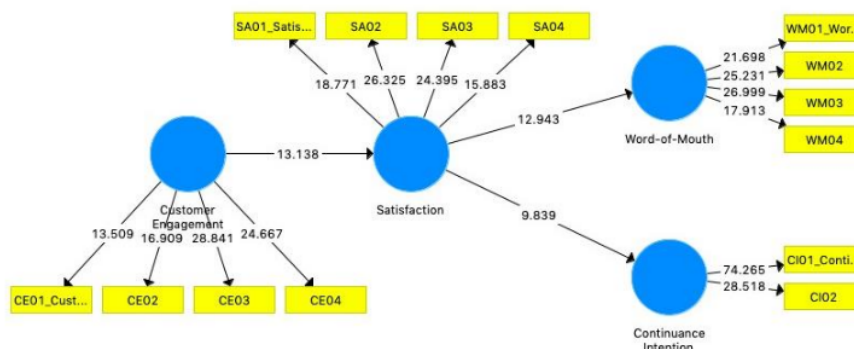 SA01_Satis...
SA02
SA03
SA04
WM01_Wor..
WM02
WM03
WM04
18.771
26.325
24.395
15.883
21.698
25.231
26.999
17.913
12.943
Word-of-Mouth
13.138
Satisfaction
Customer
Engagement
9.839
13.509
16.909
28.841
24.667
CI01_Conti..
CI02
74.265
28.518
CE01_Cust...
CE02
CE03
CE04
Continuance
Intention